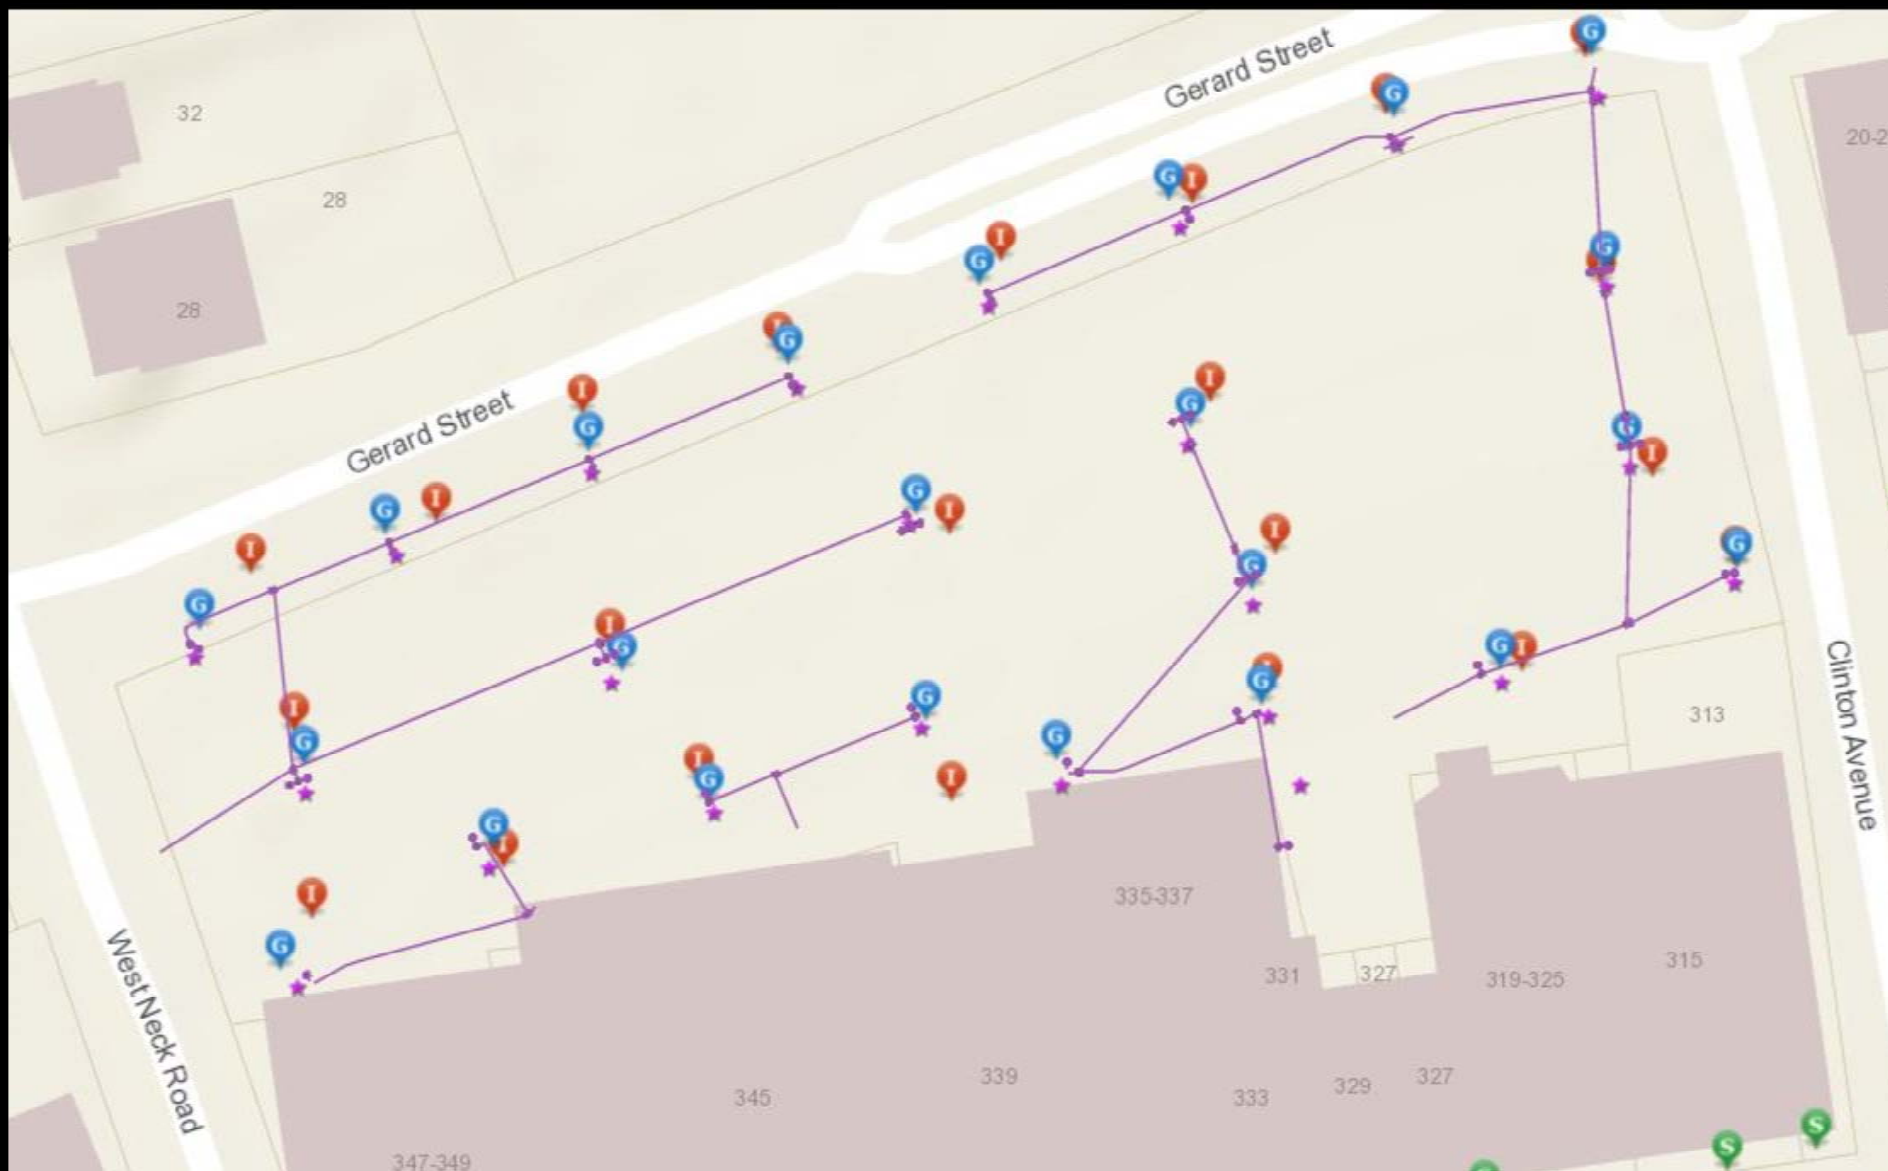 Gerard Street
32
20-2
28
28
Gerard Street
Clinton Avenue
313
335-337
West Neck Road
331
327
319-325
315
339
345
333
329
327
347-349
G
I
G
I
G
G
I
I
G
I
G
I
I
G
G
I
G
I
G
I
G
I
I
G
G
G
I
G
I
G
I
I
G
G
G
I
I
G
G
I
G
I
I
G
S
S